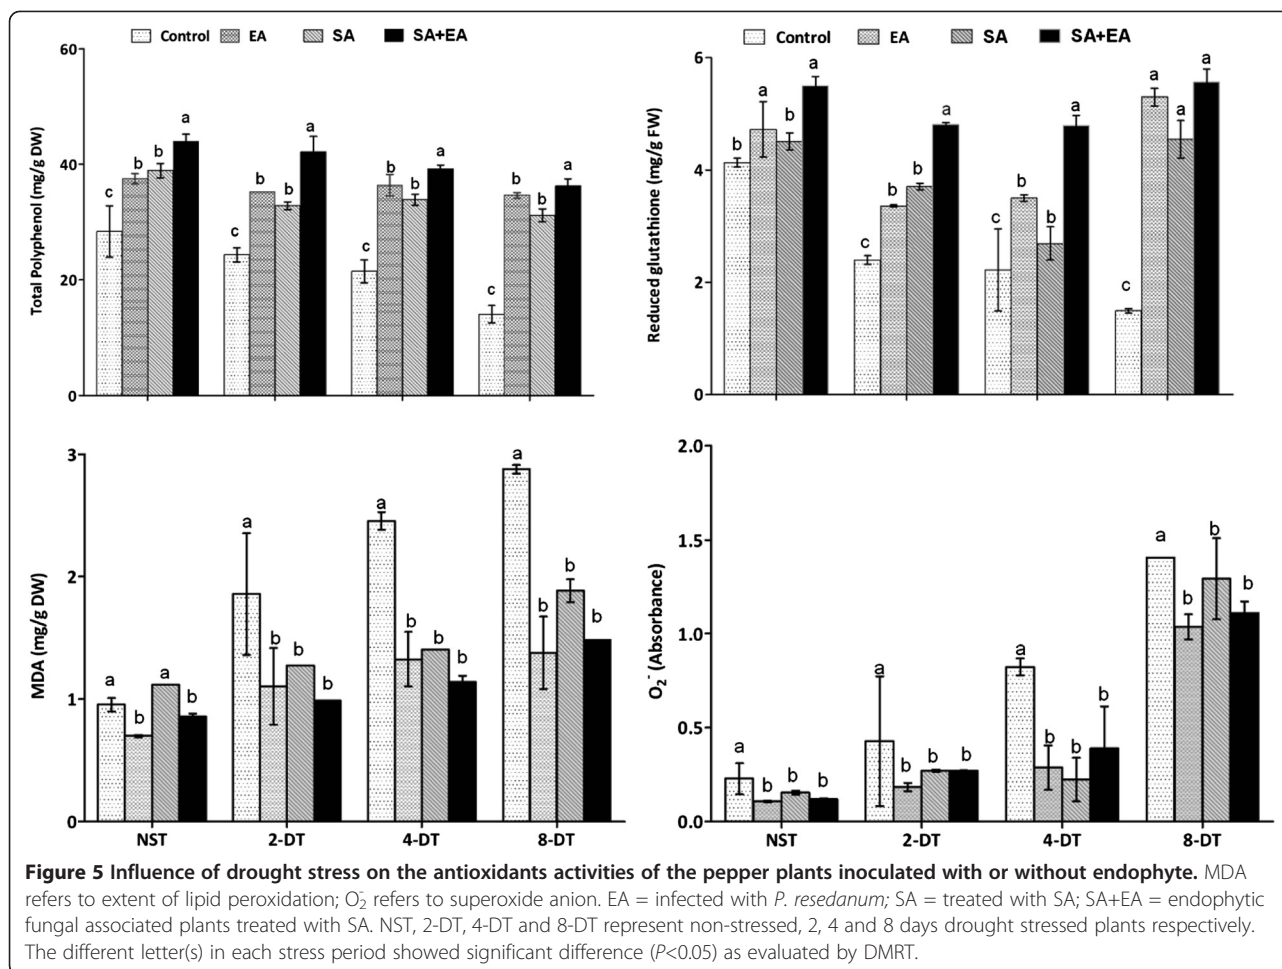 Control EA SA SA+EA
60
40
20
0
Total Polyphenol (mg/g DW)
c b b a
c b b a
c b b a
c b b a
Control EA SA SA+EA
6
4
2
0
Reduced glutathione (mg/g FW)
b a b a
c b b a
c b b a
c a a a
3
2
1
0
MDA (mg/g DW)
a b a b
a b b b
a b b b
a b b b
NST 2-DT 4-DT 8-DT
2.0
1.5
1.0
0.5
0.0
O2- (Absorbance)
a b b b
a b b b
a b b b
a b b b
NST 2-DT 4-DT 8-DT
Figure 5 Influence of drought stress on the antioxidants activities of the pepper plants inoculated with or without endophyte. MDA
refers to extent of lipid peroxidation; O2- refers to superoxide anion. EA = infected with P. resedanum; SA = treated with SA; SA+EA = endophytic
fungal associated plants treated with SA. NST, 2-DT, 4-DT and 8-DT represent non-stressed, 2, 4 and 8 days drought stressed plants respectively.
The different letter(s) in each stress period showed significant difference (P<0.05) as evaluated by DMRT.